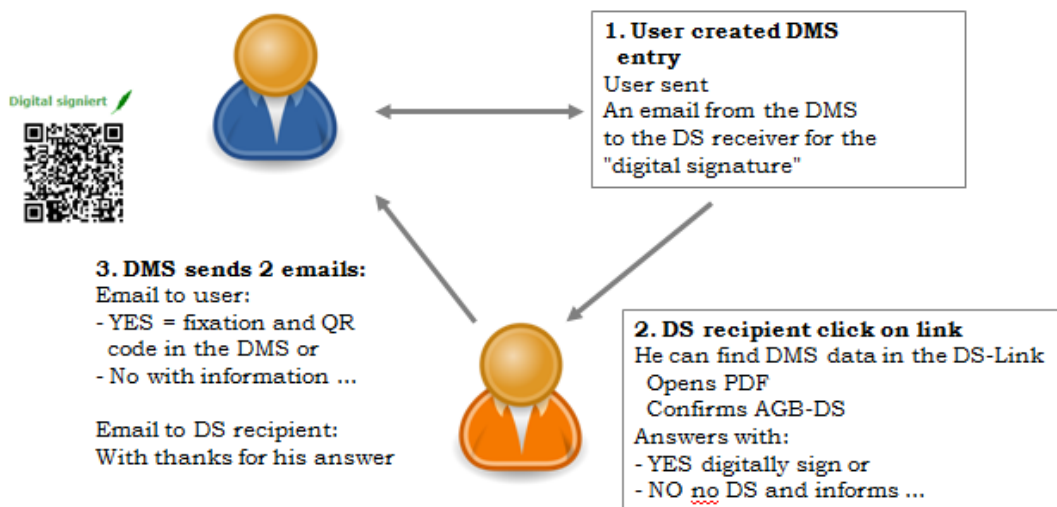 Digital signiert
1. User created DMS
entry
User sent
An email from the DMS
to the DS receiver for the
"digital signature"
2. DS recipient click on link
He can find DMS data in the DS-Link
Opens PDF
Confirms AGB-DS
Answers with:
- YES digitally sign or
- NO no DS and informs ...
3. DMS sends 2 emails:
Email to user:
- YES = fixation and QR
code in the DMS or
- No with information ...
Email to DS recipient:
With thanks for his answer